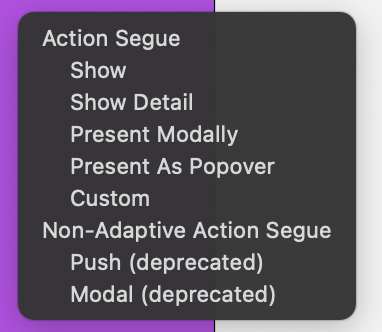 Action Segue
Show
Show Detail
Present Modally
Present As Popover
Custom
Non-Adaptive Action Segue
Push (deprecated)
Modal (deprecated)